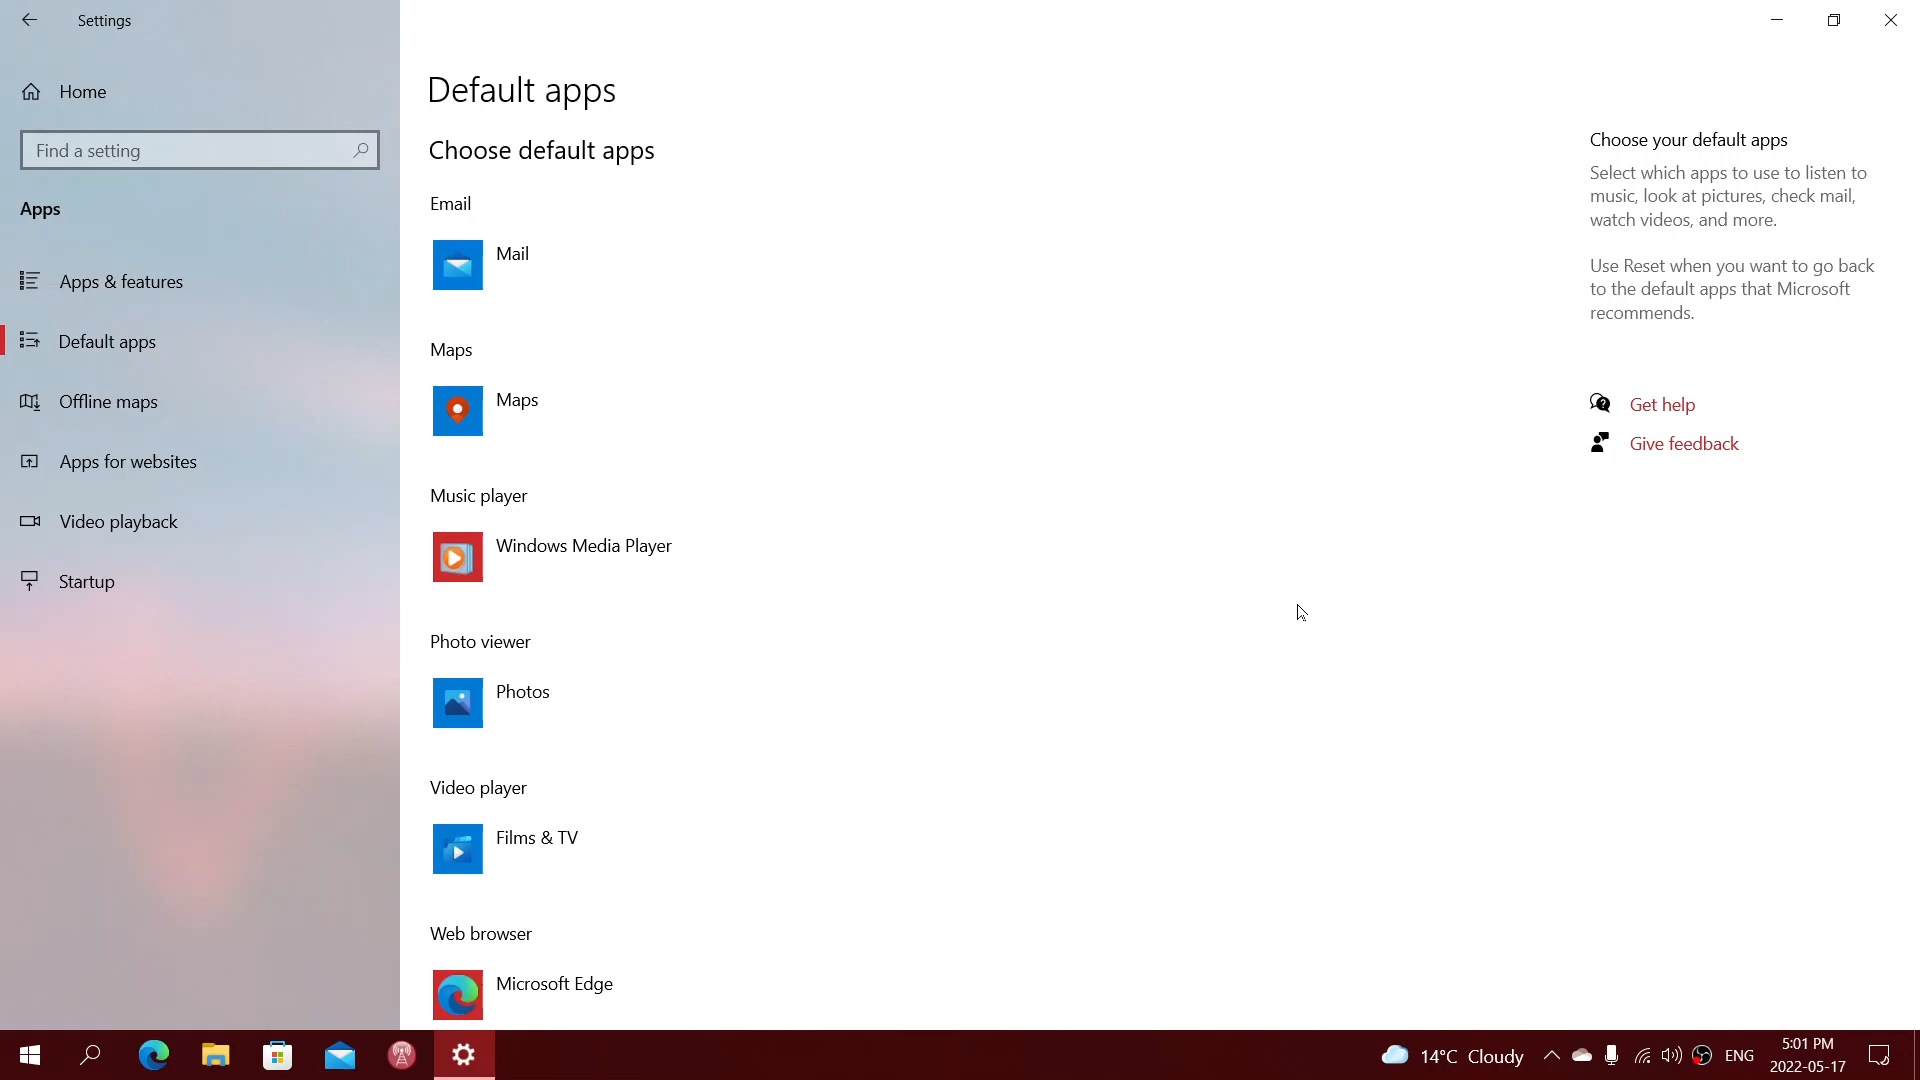 Settings
Home
Find a setting
Apps
Apps & features
Default apps
Offline maps
Apps for websites
Video playback
Startup
Default apps
Choose default apps
Email
Mail
Maps
Maps
Music player
Windows Media Player
Photo viewer
Photos
Video player
Films & TV
Web browser
Microsoft Edge
Choose your default apps
Select which apps to use to listen to
music, look at pictures, check mail,
watch videos, and more.
Use Reset when you want to go back
to the default apps that Microsoft
recommends.
Get help
Give feedback
14°C Cloudy
ENG
5:01 PM
2022-05-17